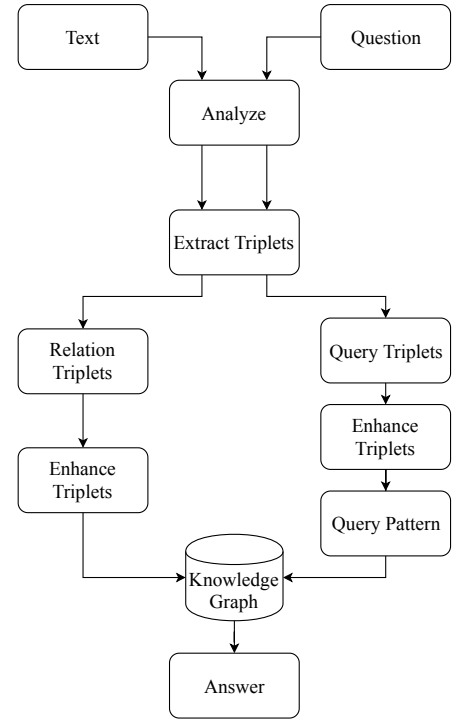 Text
Question
Analyze
Extract Triplets
Relation
Triplets
Query Triplets
Enhance
Triplets
Enhance
Triplets
Query Pattern
Knowledge
Graph
Answer